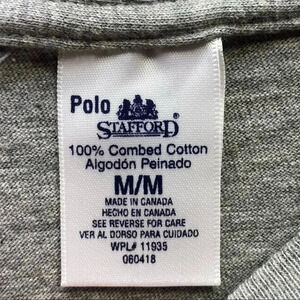 Polo
STAFFORD
100% Combed Cotton
Algodón Peinado
M/M
MADE IN CANADA
HECHO EN CANADA
SEE REVERSE FOR CARE
VER AL DORSO PARA CUIDADO
WPL# 11935
060418